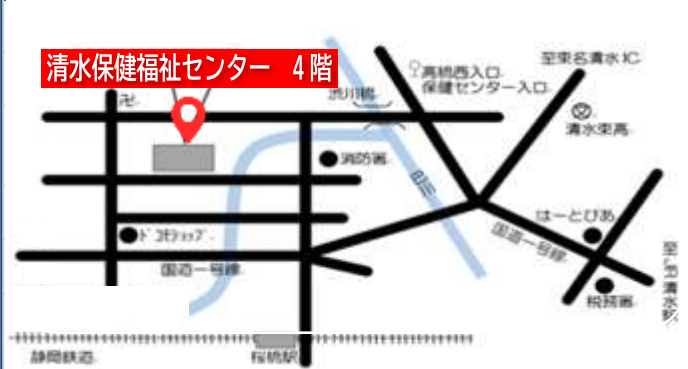 清水保健福祉センター 4階
至東名清水IC
高橋西入口
保健センター入口
卍
渋川橋
清水東高
消防署
巴川
はーとぴあ
ドコモショップ
国道一号線
国道一号線
至JR清水駅
税務署
静岡鉄道
桜橋駅